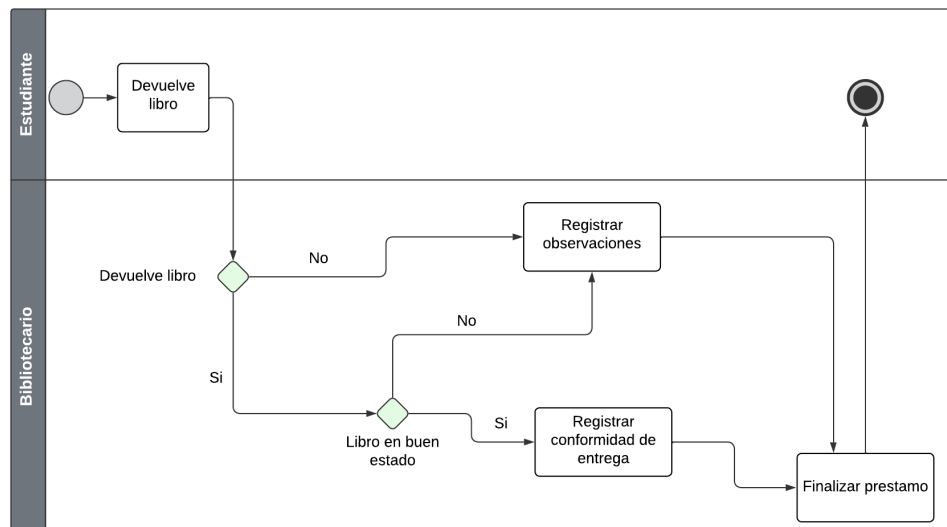 Estudiante
Devuelve
libro
Bibliotecario
Registrar
observaciones
No
Devuelve libro
No
Si
Libro en buen
estado
Si
Registrar
conformidad de
entrega
Finalizar prestamo